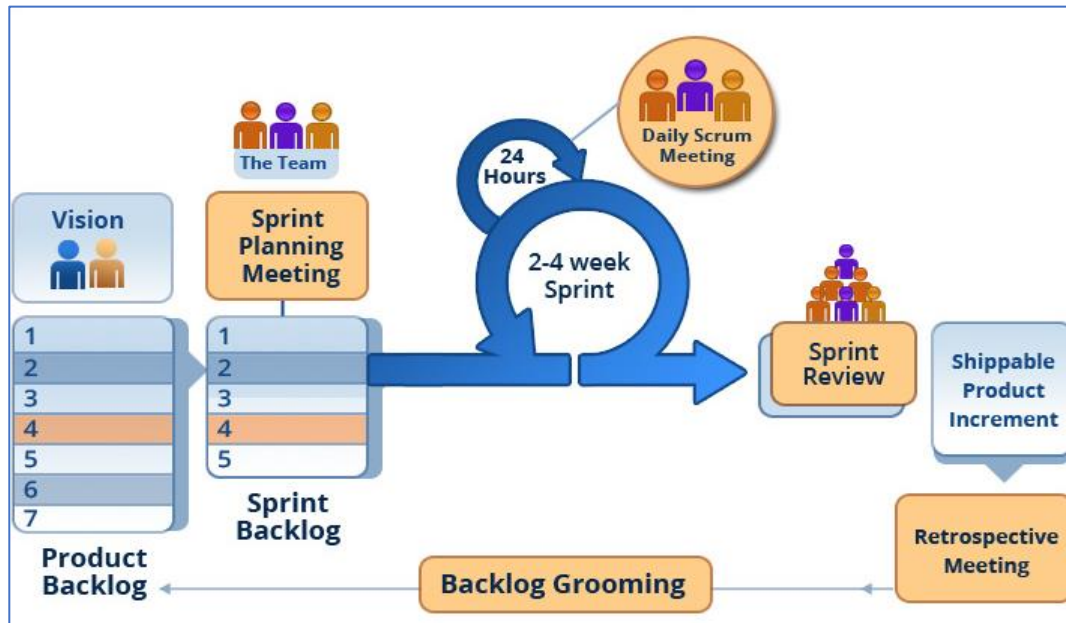 Vision
1
2
3
4
5
6
7
Product
Backlog
The Team
Sprint
Planning
Meeting
1
2
3
4
5
Sprint
Backlog
24
Hours
Daily Scrum
Meeting
2-4 week
Sprint
Sprint
Review
Shippable
Product
Increment
Retrospective
Meeting
Backlog Grooming